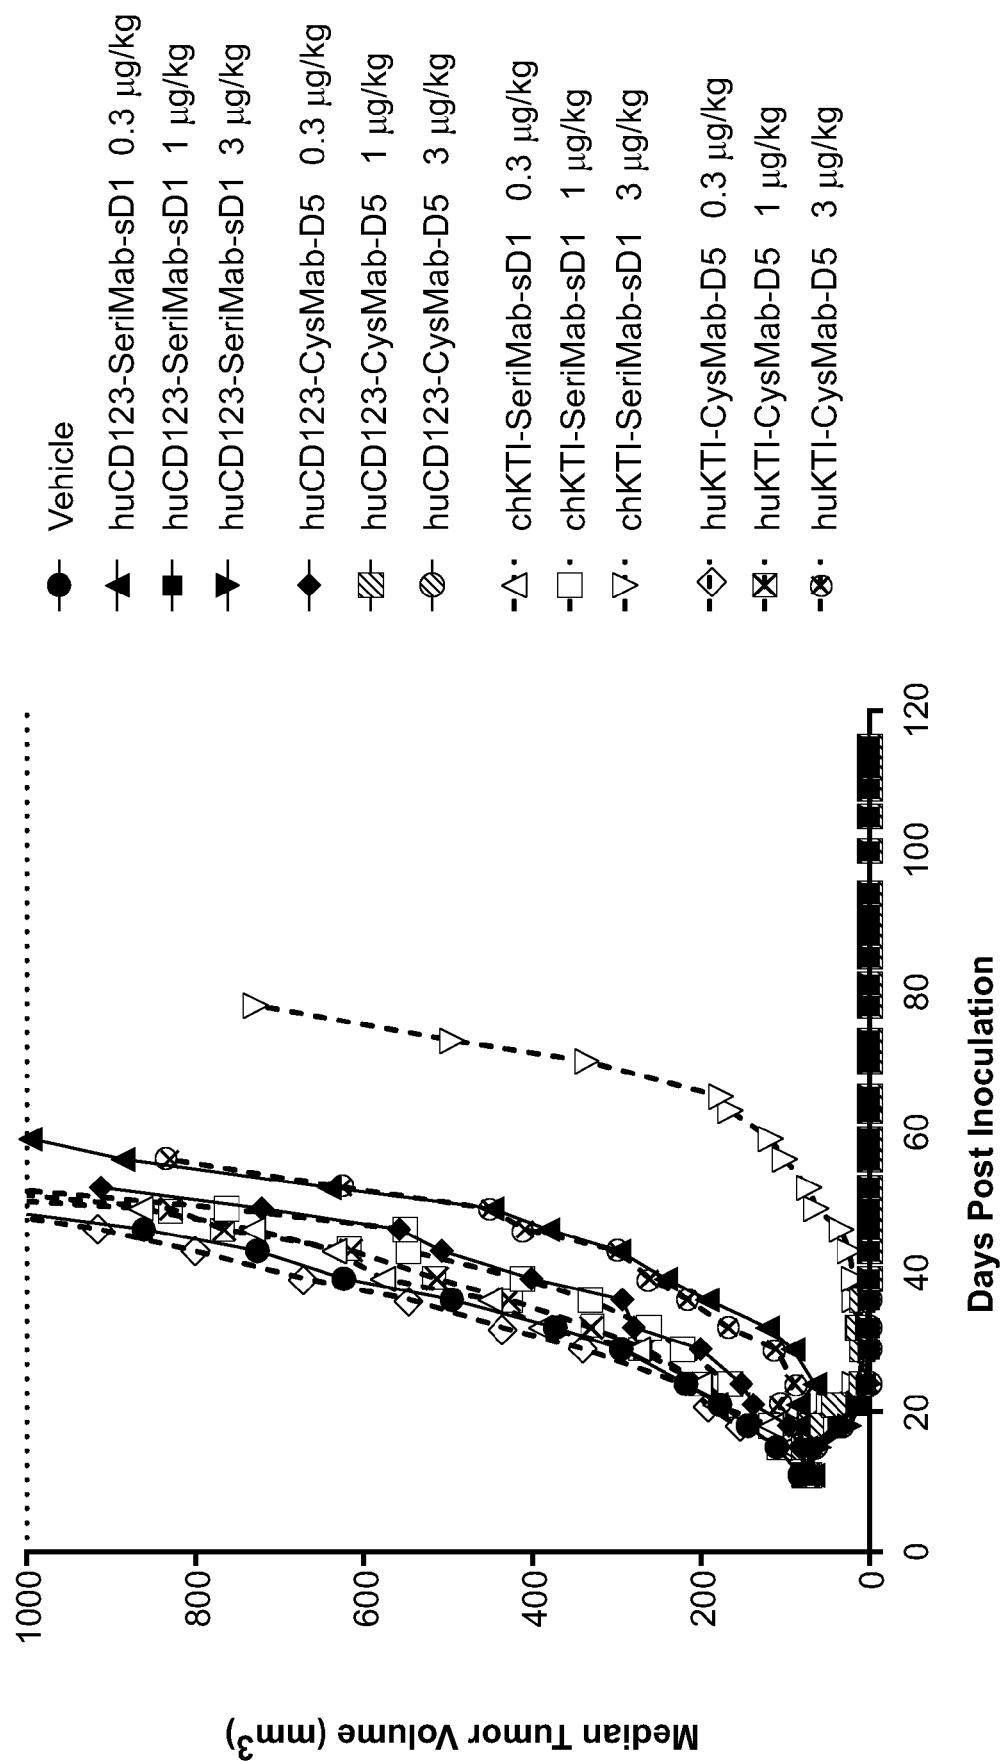 Vehicle
huCD123-SeriMab-sD1 0.3 µg/kg
huCD123-SeriMab-sD1 1 µg/kg
huCD123-SeriMab-sD1 3 µg/kg
huCD123-CysMab-D5 0.3 µg/kg
huCD123-CysMab-D5 1 µg/kg
huCD123-CysMab-D5 3 µg/kg
chKTI-SeriMab-sD1 0.3 µg/kg
chKTI-SeriMab-sD1 1 µg/kg
chKTI-SeriMab-sD1 3 µg/kg
huKTI-CysMab-D5 0.3 µg/kg
huKTI-CysMab-D5 1 µg/kg
huKTI-CysMab-D5 3 µg/kg
Median Tumor Volume (mm³)
1000
800
600
400
200
0
0 20 40 60 80 100 120
Days Post Inoculation